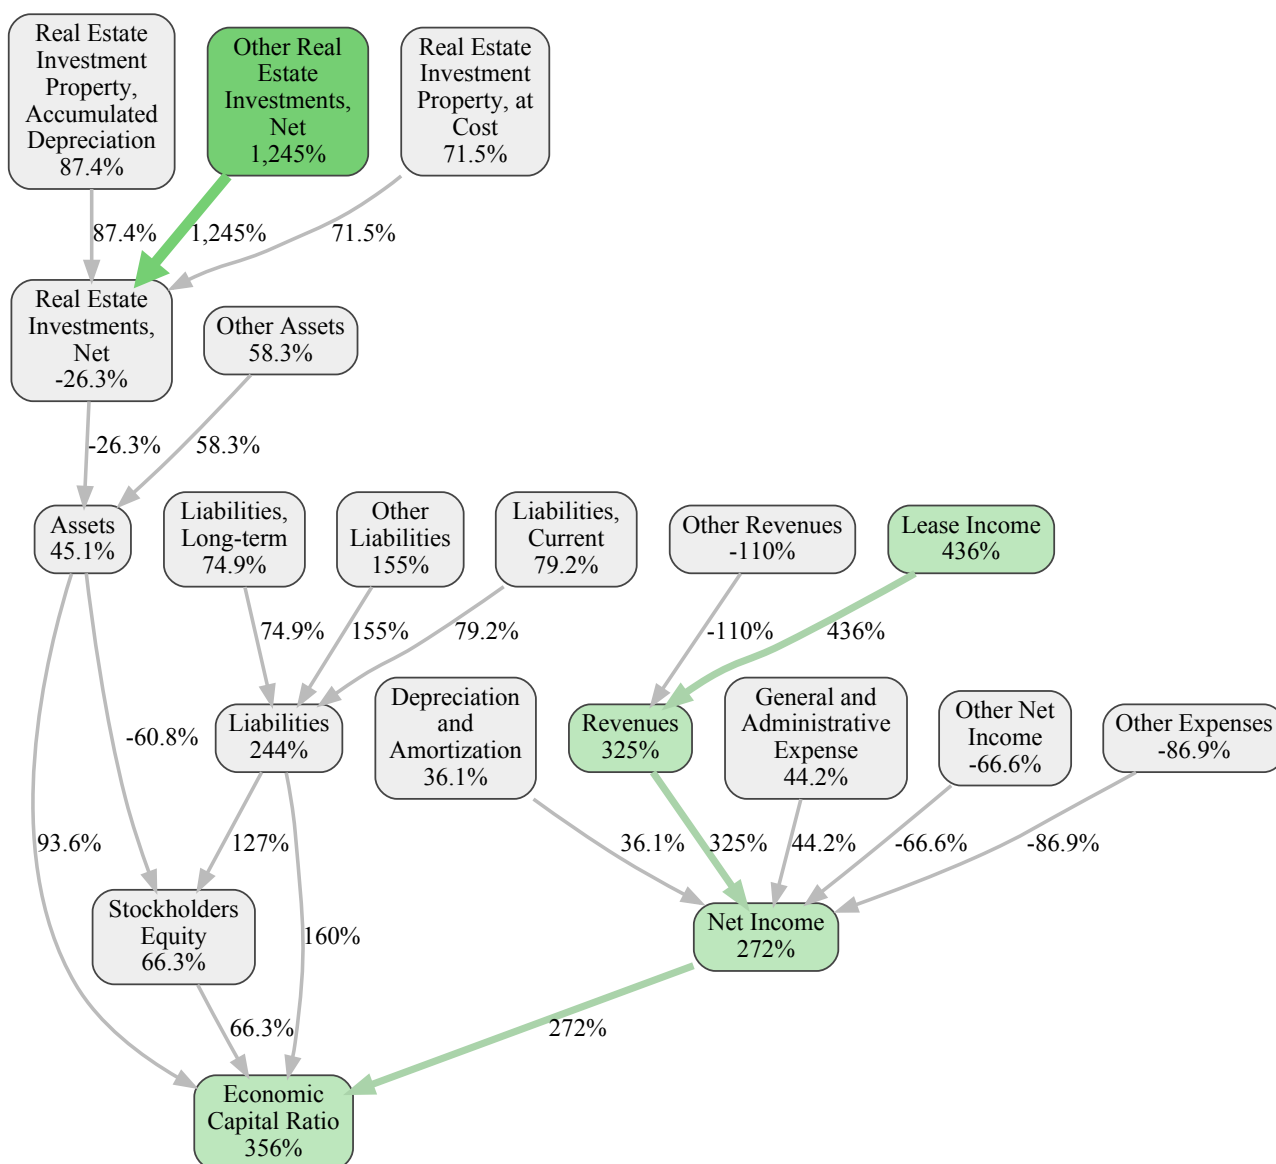 Real Estate
Investment
Property,
Accumulated
Depreciation
87.4%
Other Real
Estate
Investments,
Net
1,245%
Real Estate
Investment
Property, at
Cost
71.5%
87.4%
1,245%
71.5%
Real Estate
Investments,
Net
-26.3%
Other Assets
58.3%
-26.3%
58.3%
Assets
45.1%
Liabilities,
Long-term
74.9%
Other
Liabilities
155%
Liabilities,
Current
79.2%
Other Revenues
-110%
Lease Income
436%
74.9%
155%
79.2%
-110%
436%
-60.8%
Liabilities
244%
Depreciation
and
Amortization
36.1%
Revenues
325%
General and
Administrative
Expense
44.2%
Other Net
Income
-66.6%
Other Expenses
-86.9%
93.6%
127%
36.1%
325%
44.2%
-66.6%
-86.9%
Stockholders
Equity
66.3%
160%
Net Income
272%
66.3%
272%
Economic
Capital Ratio
356%